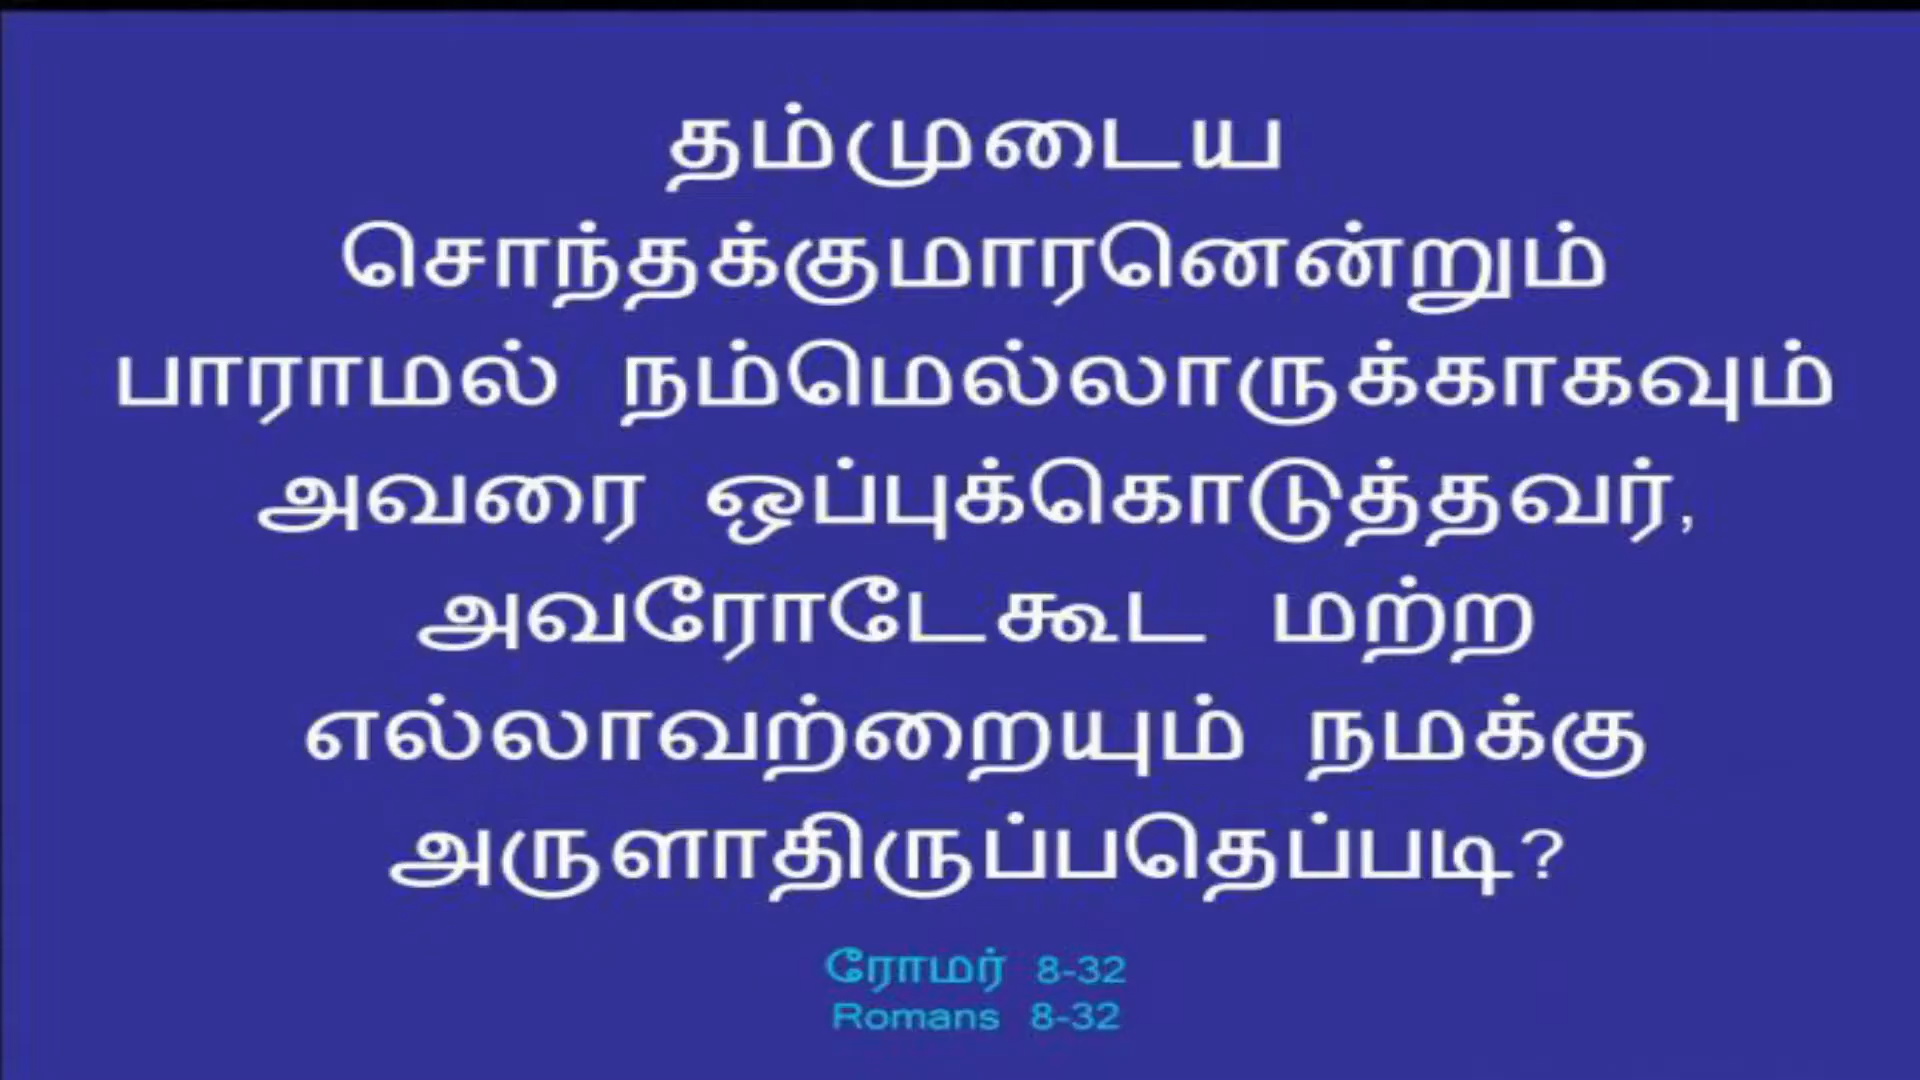 தம்முடைய
சொந்தக்குமாரனென்றும்
பாராமல் நம்மெல்லாருக்காகவும்
அவரை ஒப்புக்கொடுத்தவர்,
அவரோடேகூட மற்ற
எல்லாவற்றையும் நமக்கு
அருளாதிருப்பதெப்படி?
ரோமர் 8-32
Romans 8-32